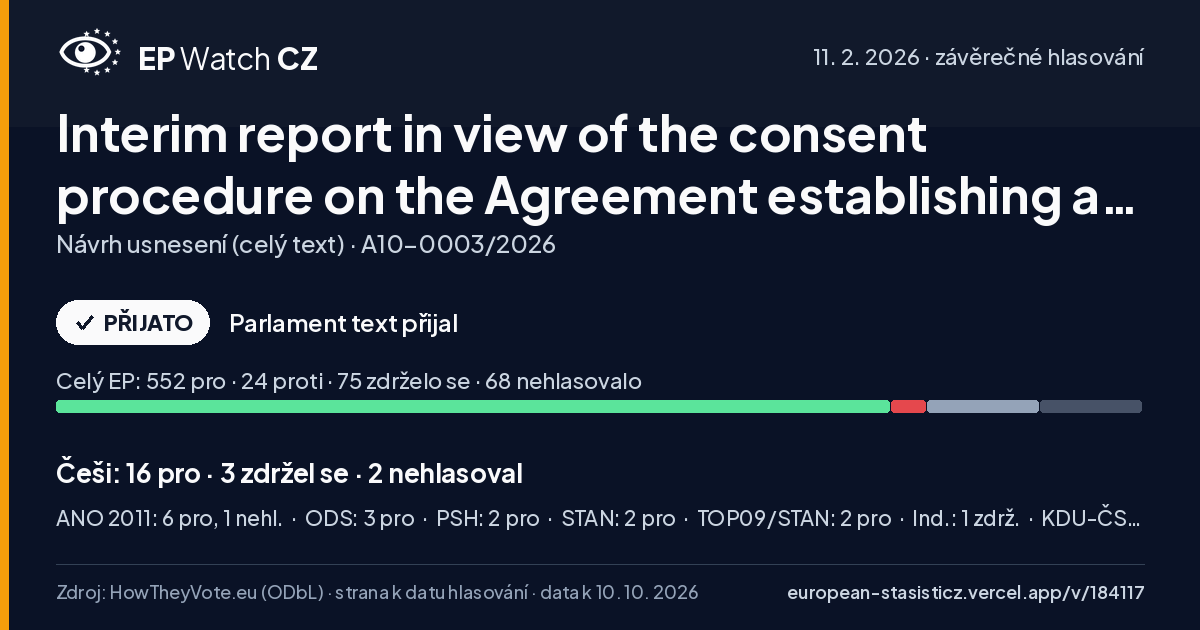 EP Watch CZ
11. 2. 2026 · závěrečné hlasování
Interim report in view of the consent
procedure on the Agreement establishing a…
Návrh usnesení (celý text) · A10-0003/2026
✓ PŘIJATO Parlament text přijal
Celý EP: 552 pro · 24 proti · 75 zdrželo se · 68 nehlasovalo
Češi: 16 pro · 3 zdržel se · 2 nehlasoval
ANO 2011: 6 pro, 1 nehl. · ODS: 3 pro · PSH: 2 pro · STAN: 2 pro · TOP09/STAN: 2 pro · Ind.: 1 zdrž. · KDU-ČS…
Zdroj: HowTheyVote.eu (ODbL) · strana k datu hlasování · data k 10. 10. 2026
european-stasisticz.vercel.app/v/184117